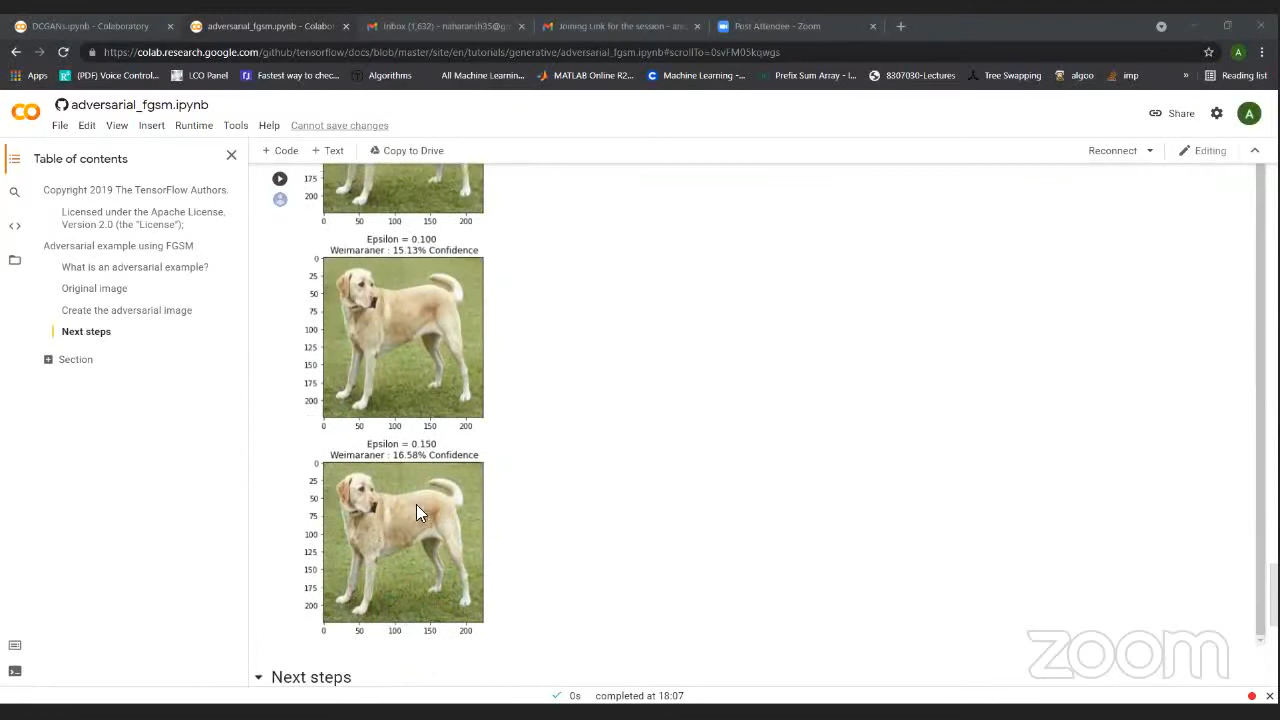 DCGANs.ipynb - Colaboratory
adversarial_fgsm.ipynb - Colabo
Inbox (1,632) - naharansh35@g
Joining Link for the session - an
Post Attendee - Zoom
https://colab.research.google.com/github/tensorflow/docs/blob/master/site/en/tutorials/generative/adversarial_fgsm.ipynb#scrollTo=0svFM05kqwgs
A
Apps
(PDF) Voice Control...
LCO Panel
Fastest way to chec...
Algorithms
All Machine Learnin...
MATLAB Online R2...
Machine Learning -...
Prefix Sum Array - l...
8307030-Lectures
Tree Swapping
algoo
imp
»
Reading list
adversarial_fgsm.ipynb
Share
A
File Edit View Insert Runtime Tools Help Cannot save changes
Table of contents
+ Code + Text Copy to Drive
Reconnect
Editing
Copyright 2019 The TensorFlow Authors.
Licensed under the Apache License,
Version 2.0 (the "License");
Adversarial example using FGSM
What is an adversarial example?
Original image
Create the adversarial image
Next steps
Section
175
200
0 50 100 150 200
Epsilon = 0.100
Weimaraner : 15.13% Confidence
0
25
50
75
100
125
150
175
200
0 50 100 150 200
Epsilon = 0.150
Weimaraner : 16.58% Confidence
0
25
50
75
100
125
150
175
200
0 50 100 150 200
Next steps
zoom
0s completed at 18:07